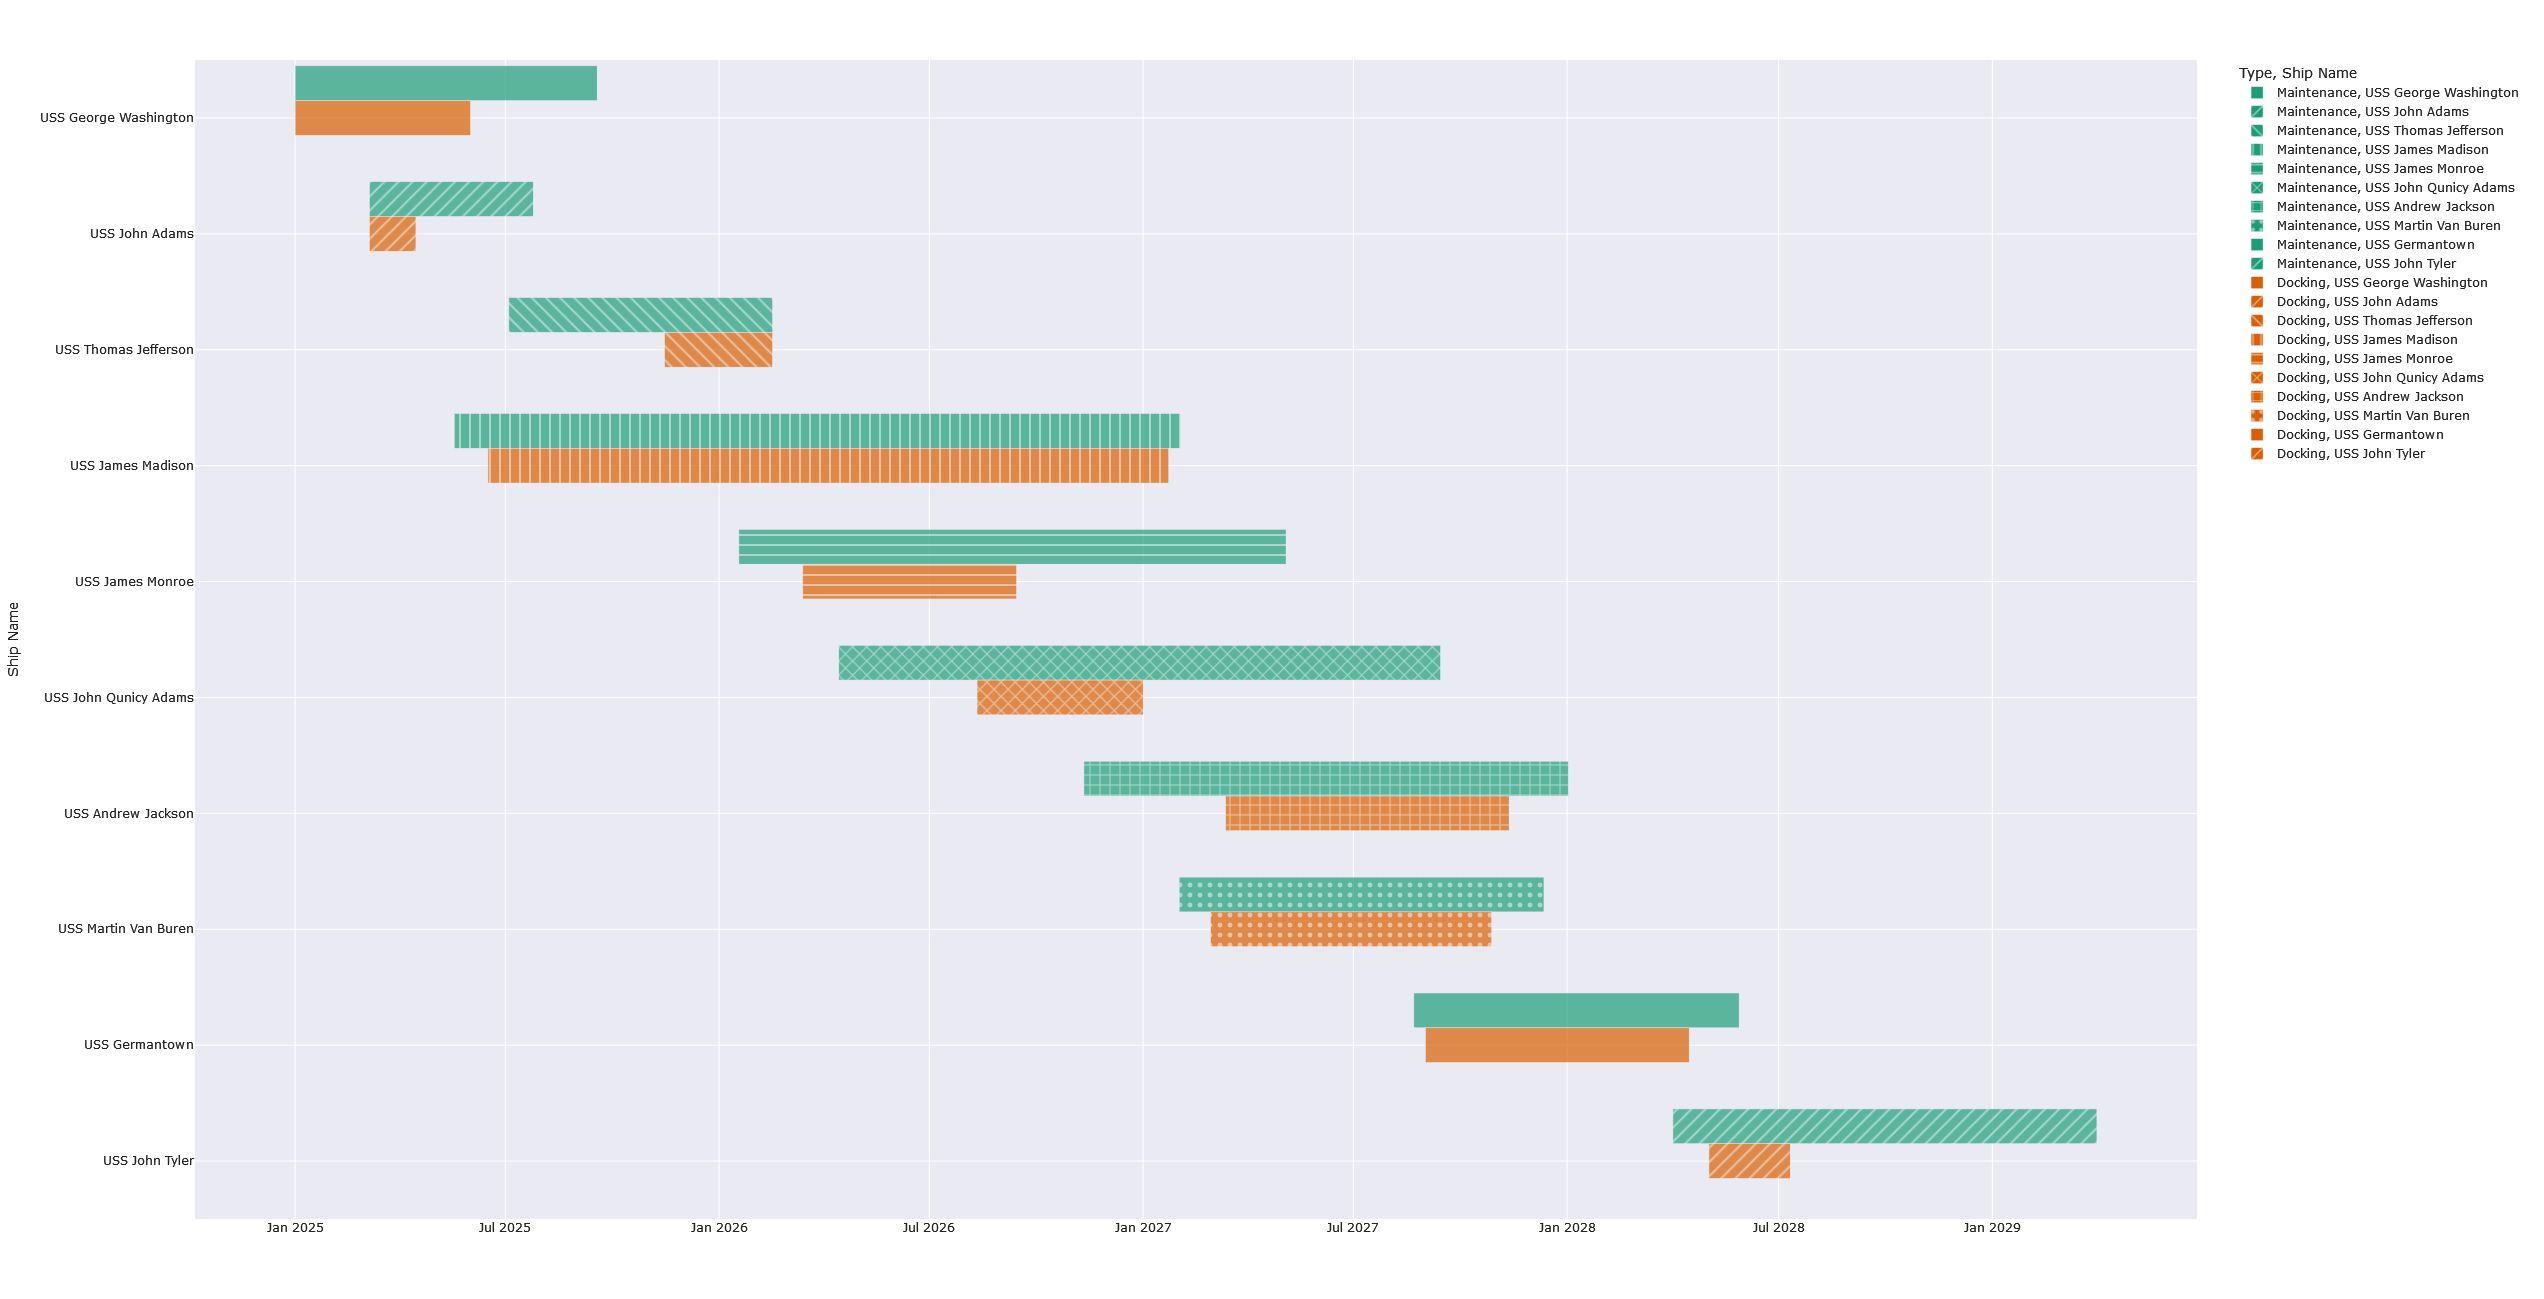 USS George Washington
USS John Adams
USS Thomas Jefferson
USS James Madison
USS James Monroe
USS John Qunicy Adams
USS Andrew Jackson
USS Martin Van Buren
USS Germantown
USS John Tyler
Ship Name
Jan 2025
Jul 2025
Jan 2026
Jul 2026
Jan 2027
Jul 2027
Jan 2028
Jul 2028
Jan 2029
Type, Ship Name
Maintenance, USS George Washington
Maintenance, USS John Adams
Maintenance, USS Thomas Jefferson
Maintenance, USS James Madison
Maintenance, USS James Monroe
Maintenance, USS John Qunicy Adams
Maintenance, USS Andrew Jackson
Maintenance, USS Martin Van Buren
Maintenance, USS Germantown
Maintenance, USS John Tyler
Docking, USS George Washington
Docking, USS John Adams
Docking, USS Thomas Jefferson
Docking, USS James Madison
Docking, USS James Monroe
Docking, USS John Qunicy Adams
Docking, USS Andrew Jackson
Docking, USS Martin Van Buren
Docking, USS Germantown
Docking, USS John Tyler